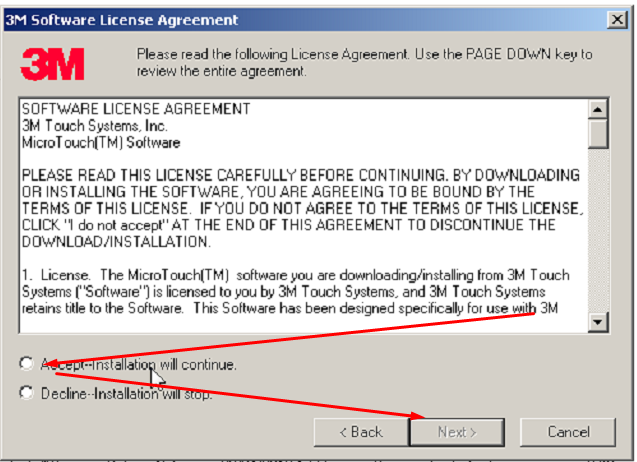 3M Software License Agreement
3M
Please read the following License Agreement. Use the PAGE DOWN key to
review the entire agreement.
SOFTWARE LICENSE AGREEMENT
3M Touch Systems, Inc.
MicroTouch(TM) Software
PLEASE READ THIS LICENSE CAREFULLY BEFORE CONTINUING. BY DOWNLOADING
OR INSTALLING THE SOFTWARE, YOU ARE AGREEING TO BE BOUND BY THE
TERMS OF THIS LICENSE. IF YOU DO NOT AGREE TO THE TERMS OF THIS LICENSE,
CLICK "I do not accept" AT THE END OF THIS AGREEMENT TO DISCONTINUE THE
DOWNLOAD/INSTALLATION.
1. License. The MicroTouch(TM) software you are downloading/installing from 3M Touch
Systems ("Software") is licensed to you by 3M Touch Systems, and 3M Touch Systems
retains title to the Software. This Software has been designed specifically for use with 3M
Accept--Installation will continue.
Decline--Installation will stop.
< Back
Next >
Cancel